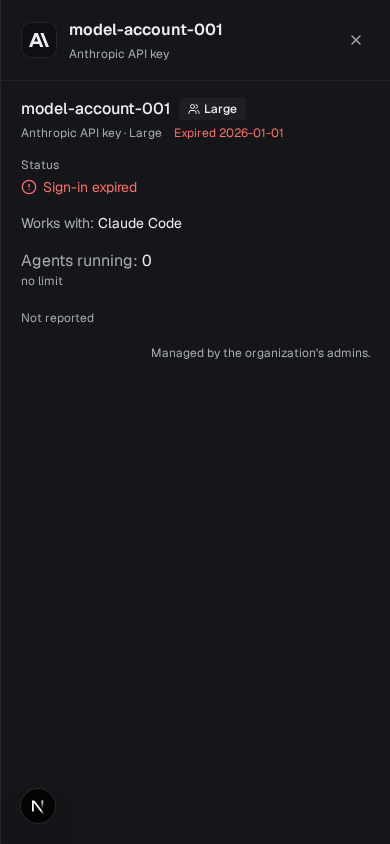 model-account-001
Anthropic API key
model-account-001 Large
Anthropic API key · Large Expired 2026-01-01
Status
Sign-in expired
Works with: Claude Code
Agents running: 0
no limit
Not reported
Managed by the organization's admins.
N